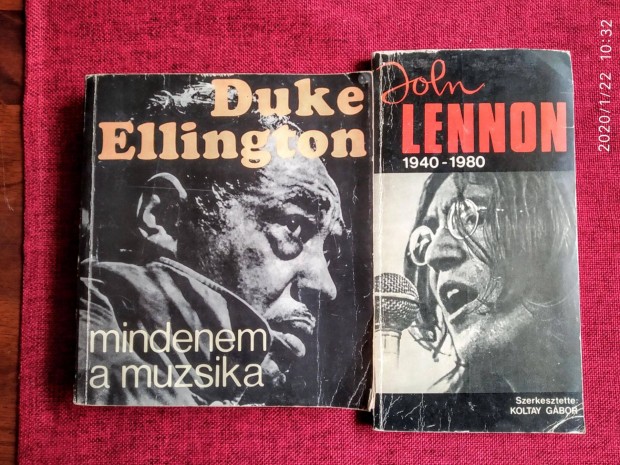 Duke
Ellington
mindenem
a muzsika
John
LENNON
1940-1980
Szerkesztette:
KOLTAY GÁBOR
2020/1/22 10:32